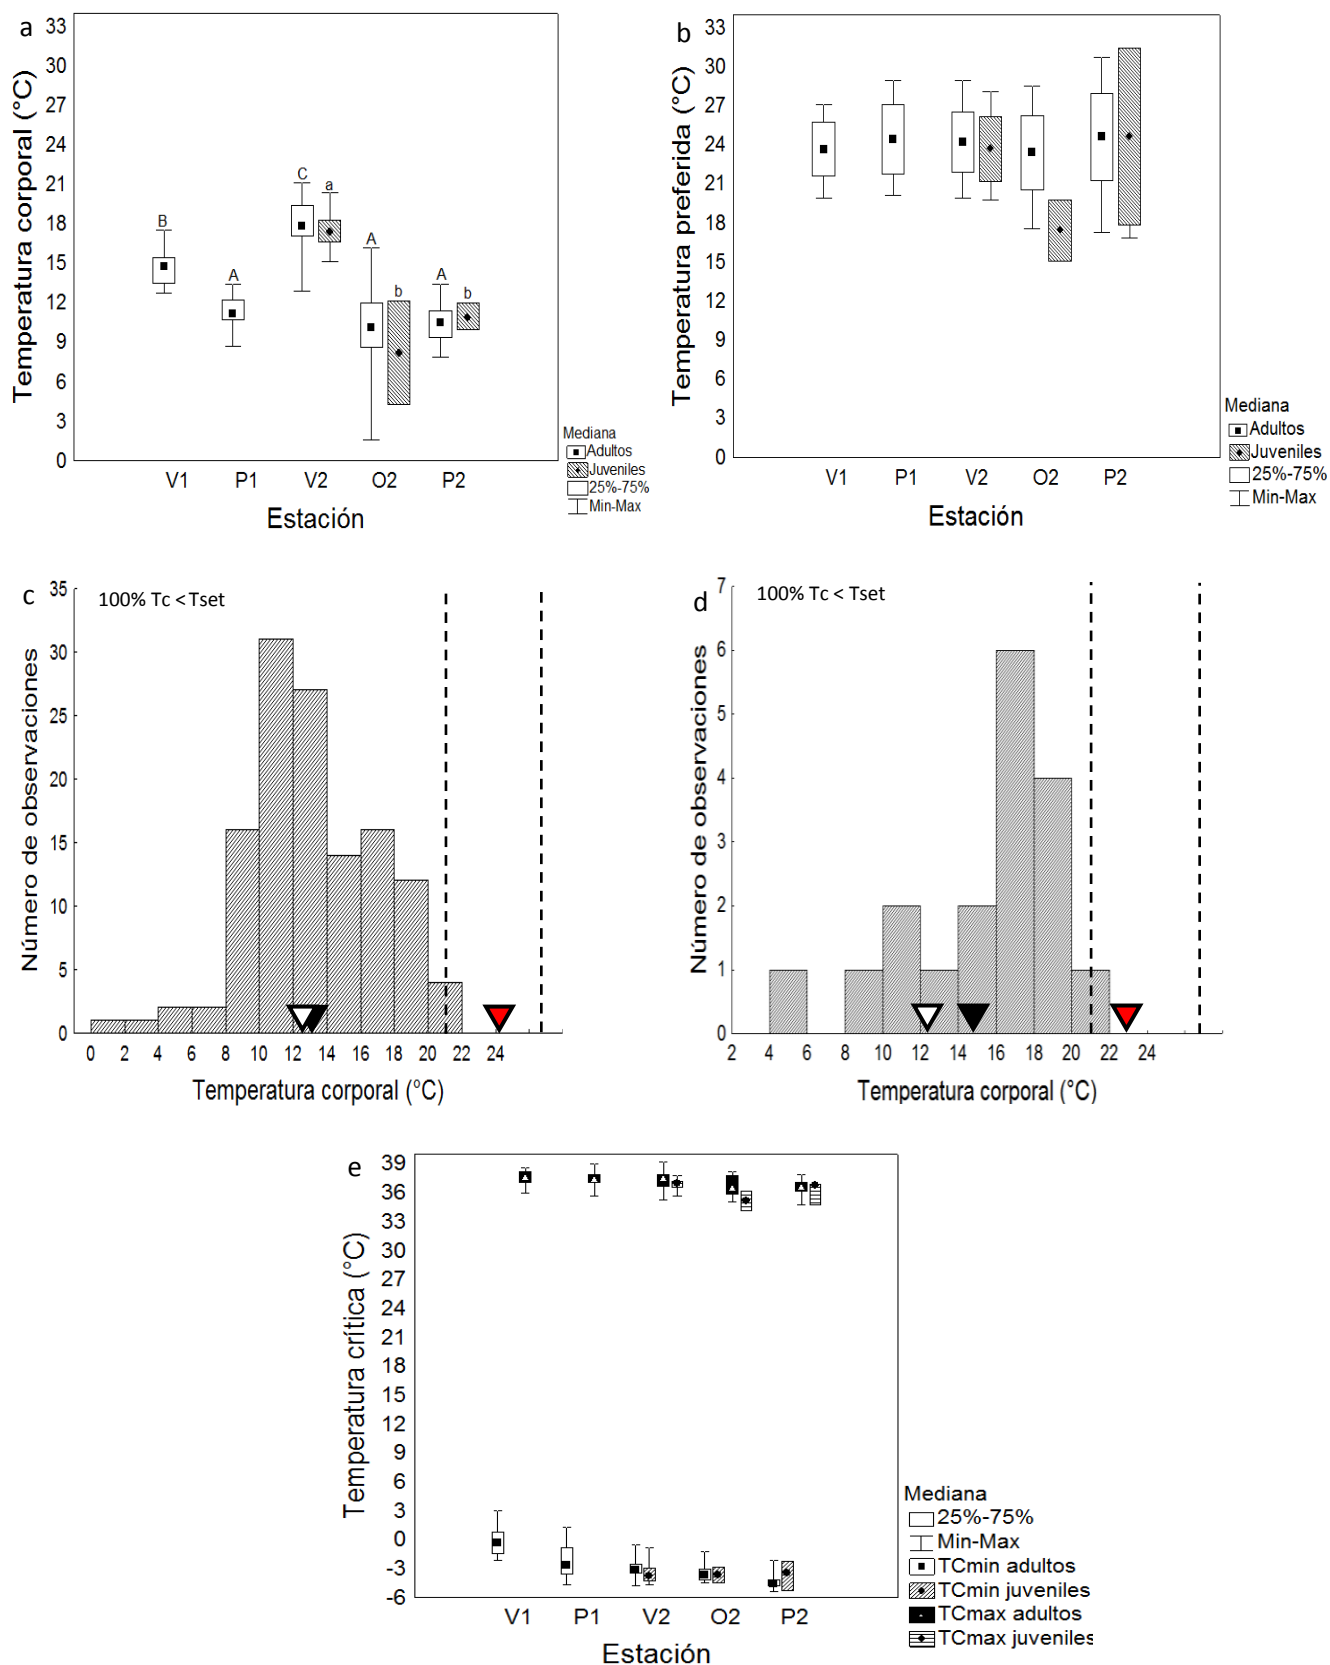 a
33
30
27
24
21
18
15
12
9
6
3
0
Temperatura corporal (°C)
B
A
C
a
A
b
A
b
V1 P1 V2 O2 P2
Estación
Mediana
Adultos
Juveniles
25%-75%
Min-Max
b
33
30
27
24
21
18
15
12
9
6
3
0
Temperatura preferida (°C)
V1 P1 V2 O2 P2
Estación
Mediana
Adultos
Juveniles
25%-75%
Min-Max
c
100% Tc < Tset
35
30
25
20
15
10
5
0
Número de observaciones
0 2 4 6 8 10 12 14 16 18 20 22 24
Temperatura corporal (°C)
d
100% Tc < Tset
7
6
5
4
3
2
1
0
Número de observaciones
2 4 6 8 10 12 14 16 18 20 22 24
Temperatura corporal (°C)
e
39
36
33
30
27
24
21
18
15
12
9
6
3
0
-3
-6
Temperatura crítica (°C)
V1 P1 V2 O2 P2
Estación
Mediana
25%-75%
Min-Max
TCmin adultos
TCmin juveniles
TCmax adultos
TCmax juveniles